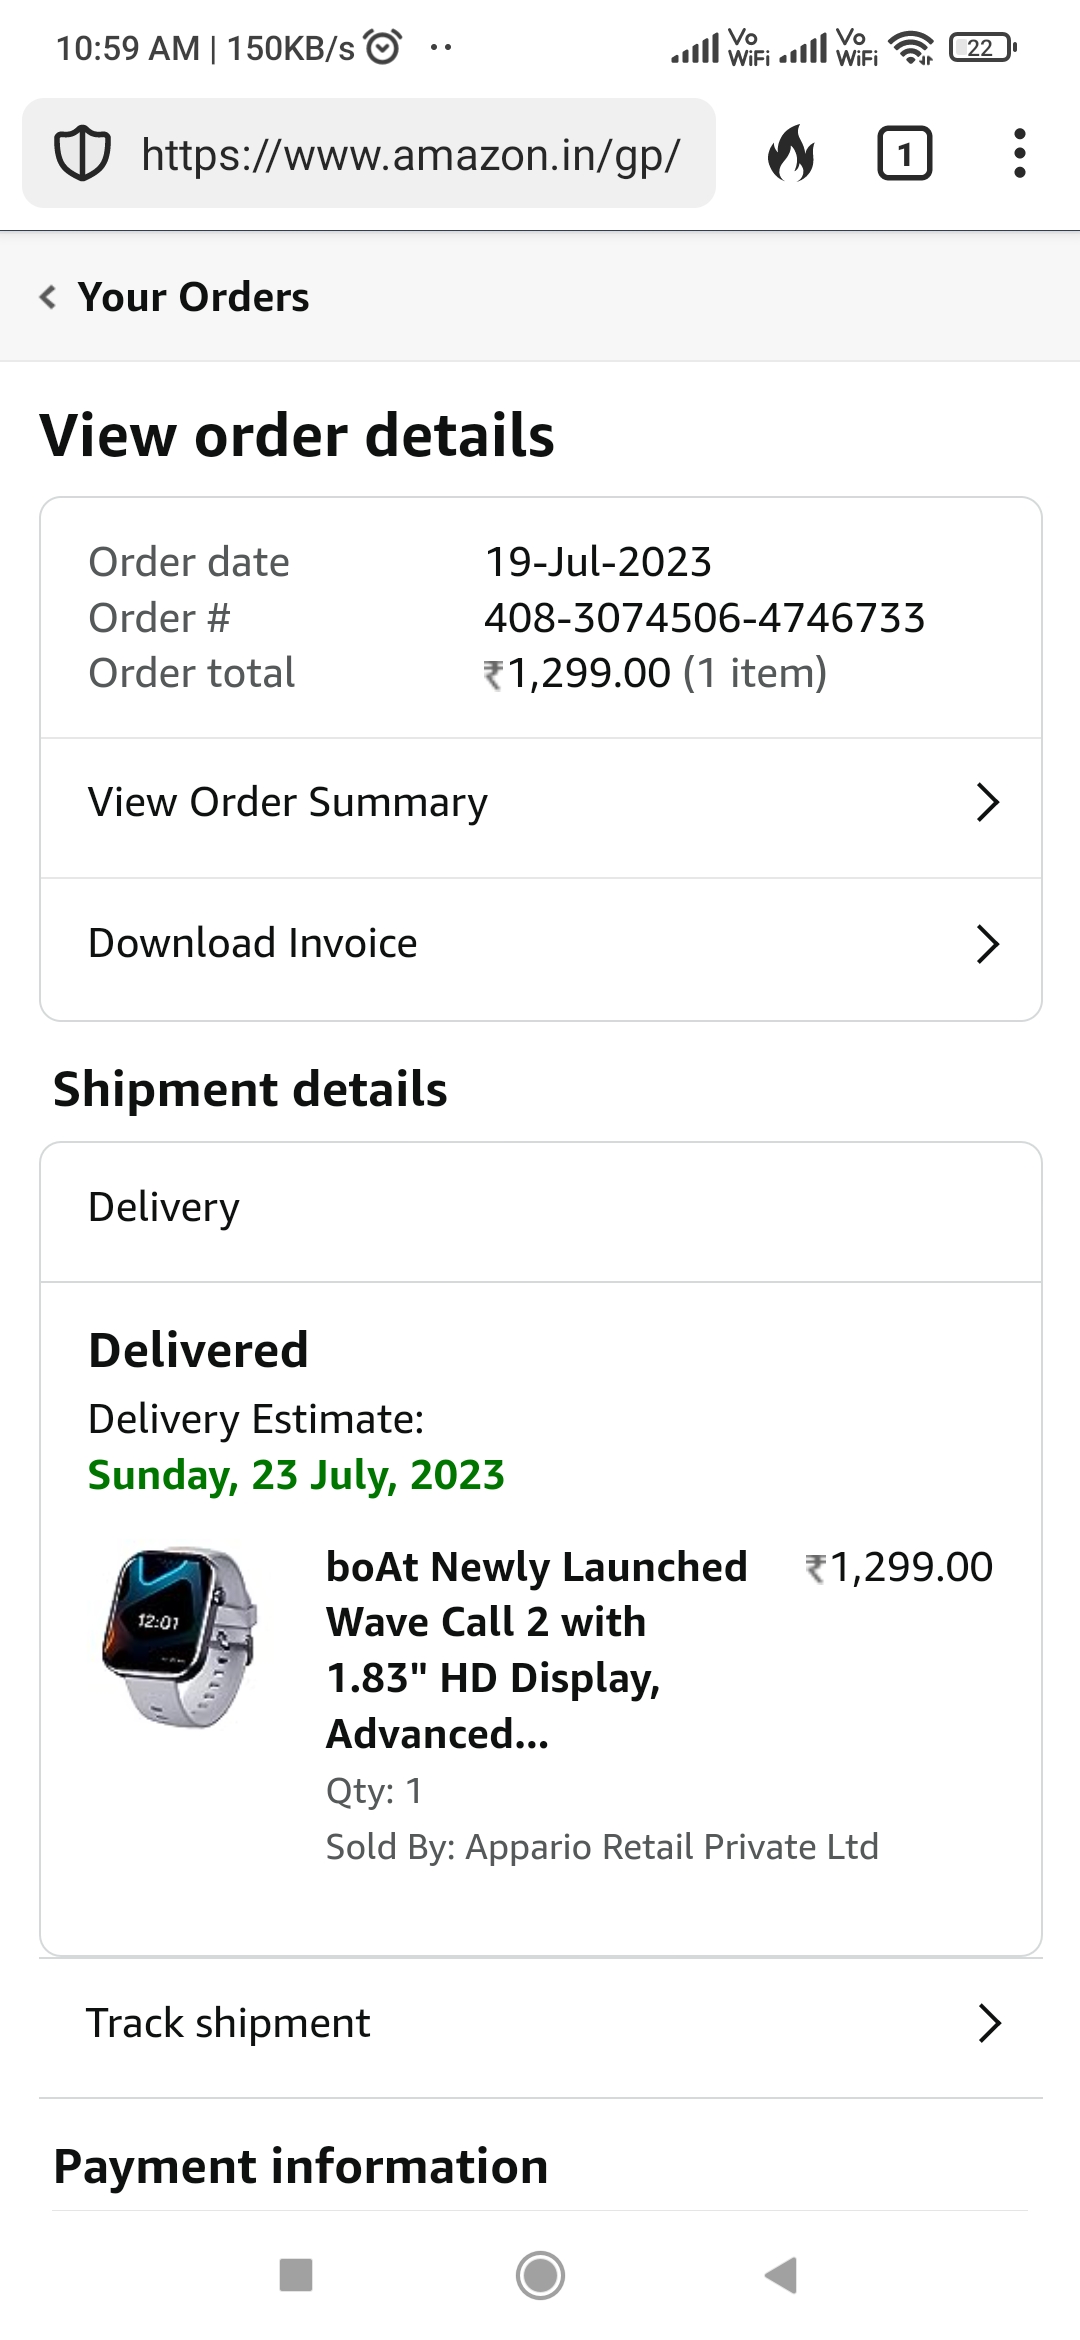 10:59 AM | 150KB/s
Vo WiFi Vo WiFi 22
https://www.amazon.in/gp/ 1
Your Orders
View order details
Order date 19-Jul-2023
Order # 408-3074506-4746733
Order total ₹1,299.00 (1 item)
View Order Summary
Download Invoice
Shipment details
Delivery
Delivered
Delivery Estimate:
Sunday, 23 July, 2023
12:01
boAt Newly Launched ₹1,299.00
Wave Call 2 with
1.83" HD Display,
Advanced...
Qty: 1
Sold By: Appario Retail Private Ltd
Track shipment
Payment information